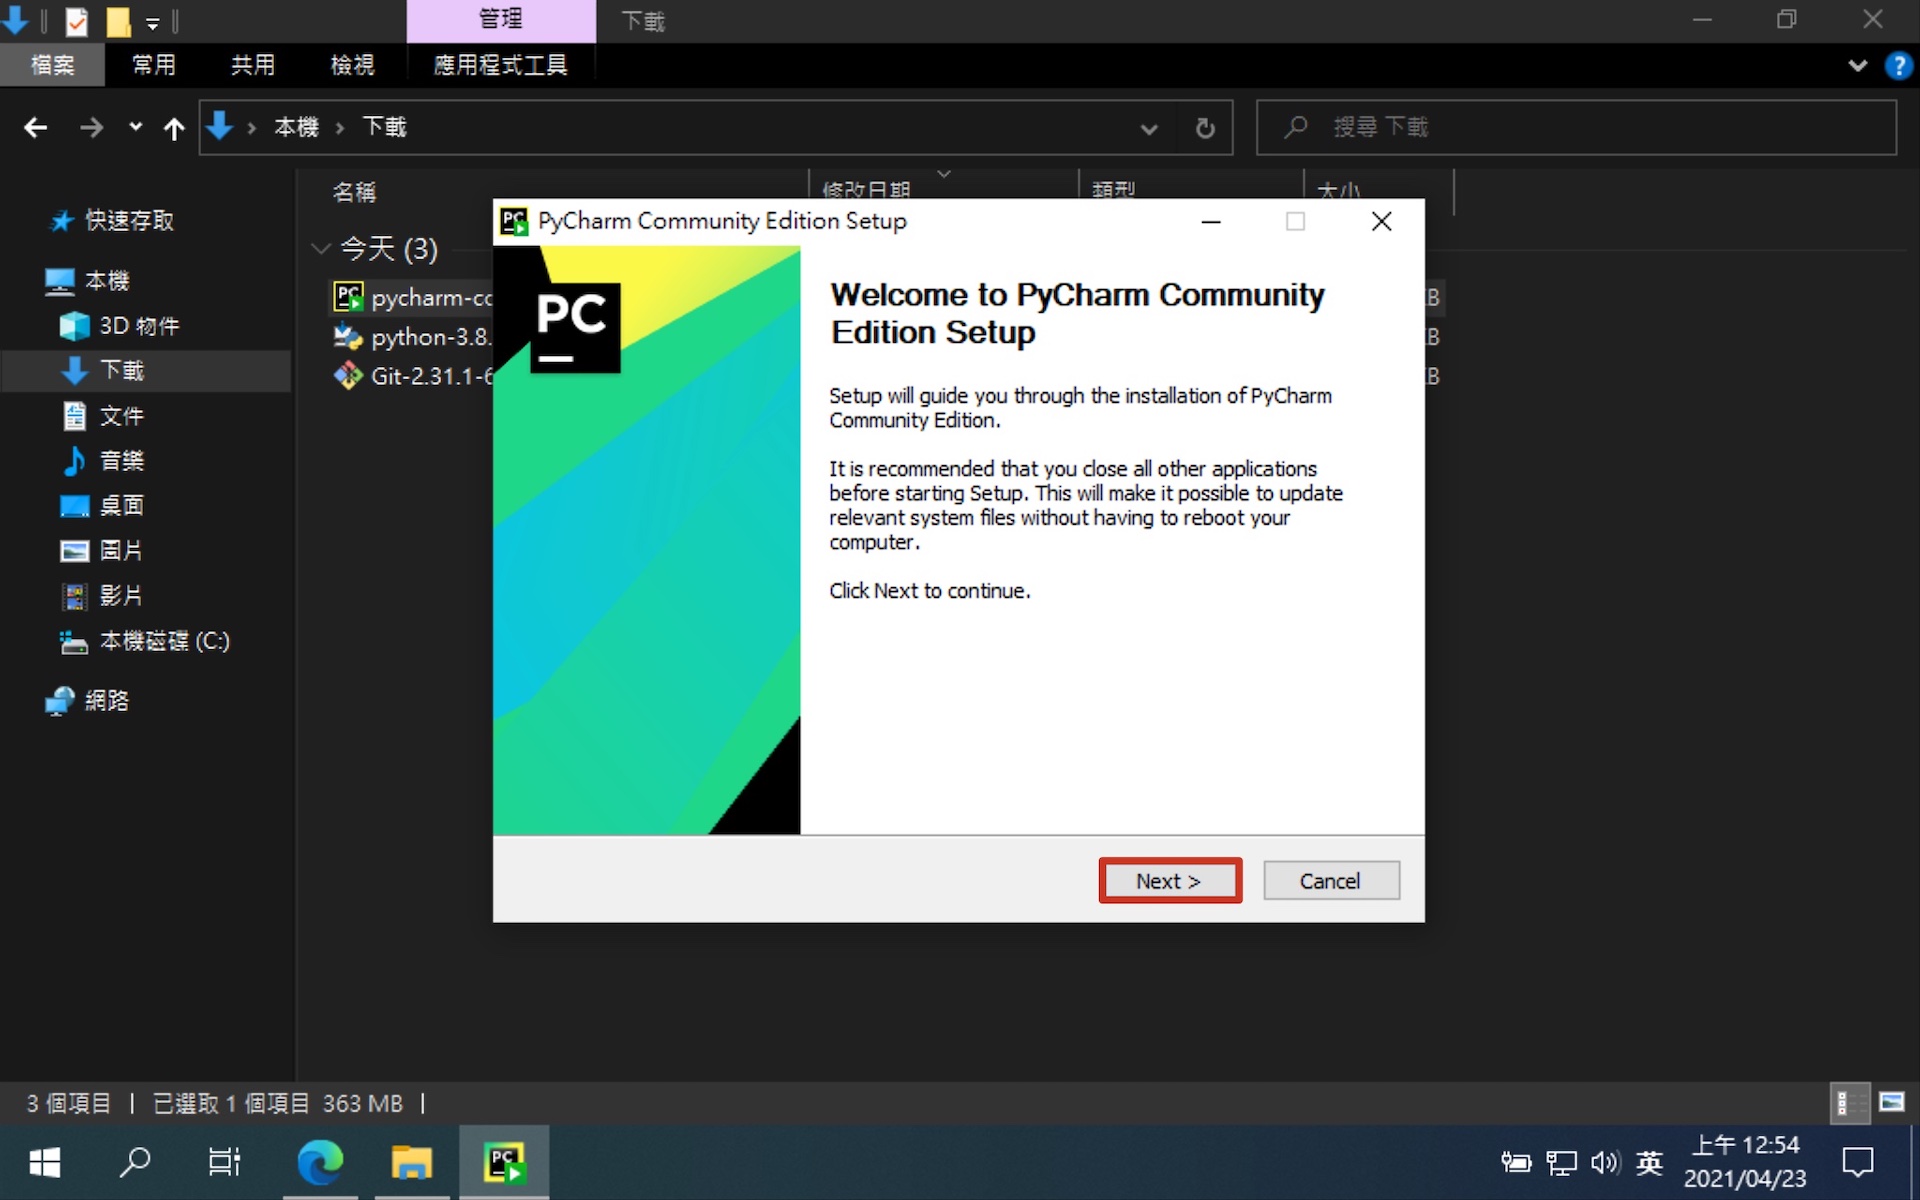 管理
下載
檔案
常用
共用
檢視
應用程式工具
本機
下載
搜尋 下載
名稱
修改日期
類型
大小
快速存取
本機
3D 物件
下載
文件
音樂
桌面
圖片
影片
本機磁碟 (C:)
網路
今天 (3)
pycharm-co
python-3.8.
Git-2.31.1-6
PC
PyCharm Community Edition Setup
PC
Welcome to PyCharm Community
Edition Setup
Setup will guide you through the installation of PyCharm
Community Edition.
It is recommended that you close all other applications
before starting Setup. This will make it possible to update
relevant system files without having to reboot your
computer.
Click Next to continue.
Next >
Cancel
3 個項目
已選取 1 個項目 363 MB
PC
英
上午 12:54
2021/04/23